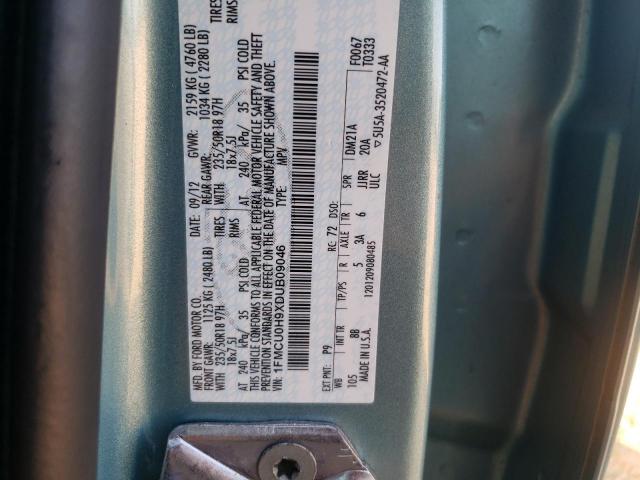 MFD. BY FORD MOTOR CO. DATE: 09/12 GVWR: 2159 KG ( 4760 LB)
FRONT GAWR: 1125 KG ( 2480 LB) REAR GAWR: 1034 KG ( 2280 LB)
WITH 235/50R18 97H TIRES WITH 235/50R18 97H TIRES
18x7.5J RIMS 18x7.5J RIMS
AT 240 kPa/ 35 PSI COLD AT 240 kPa/ 35 PSI COLD
THIS VEHICLE CONFORMS TO ALL APPLICABLE FEDERAL MOTOR VEHICLE SAFETY AND THEFT
PREVENTION STANDARDS IN EFFECT ON THE DATE OF MANUFACTURE SHOWN ABOVE.
VIN: 1FMCU0H9XDUB09046 TYPE: MPV
F0067
T0333
EXT PNT: P9 RC: 72 DSO: DM21A
WB INT TR TP/PS R AXLE TR SPR
105 8B 5 3A 6 JJRR 20A
MADE IN U.S.A. 1201209080485 ULC ▽5U5A-3520472-AA